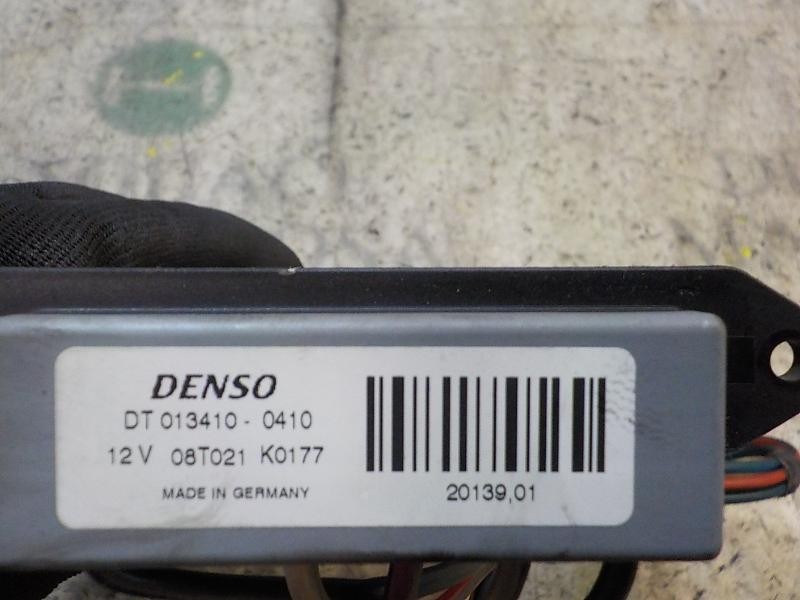 DENSO
DT 013410 - 0410
12 V 08T021 K0177
MADE IN GERMANY
20139,01